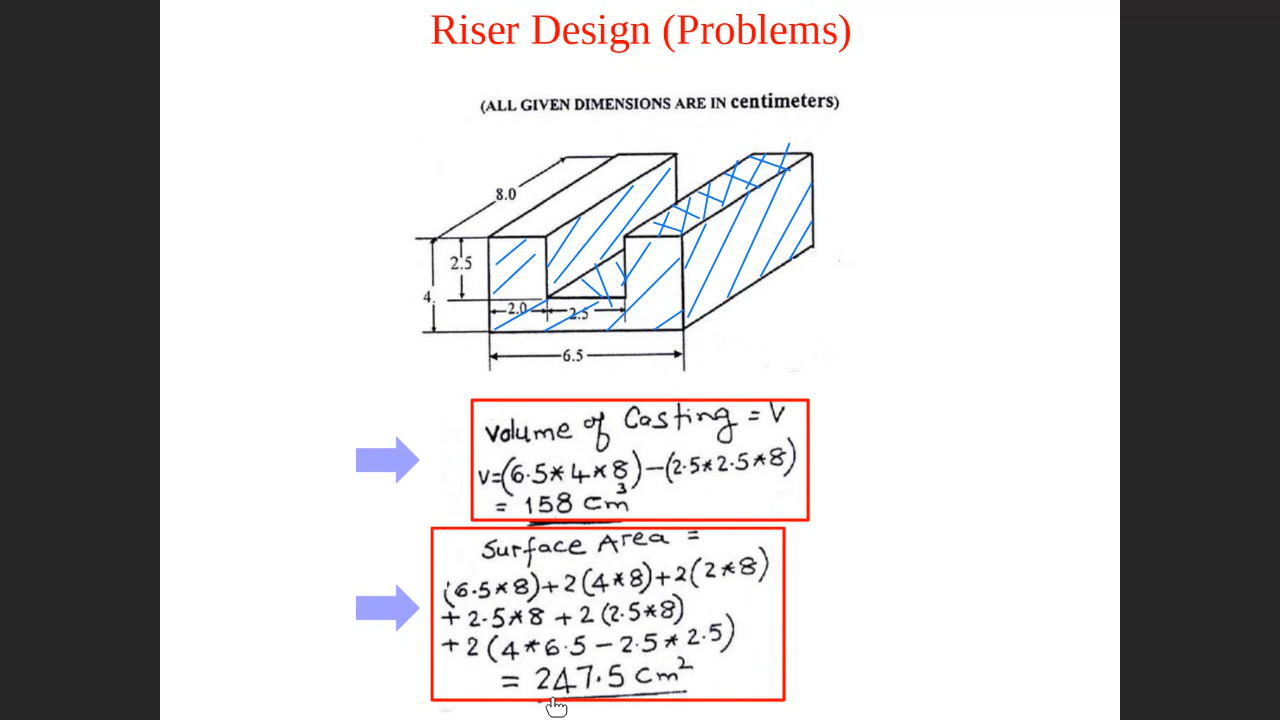 Riser Design (Problems)
(ALL GIVEN DIMENSIONS ARE IN centimeters)
8.0
2.5
4.
2.0
2.5
6.5
Volume of Casting = V
V=(6.5*4*8)-(2.5*2.5*8)
= 158 cm³
Surface Area =
(6.5*8)+2(4*8)+2(2*8)
+2.5*8+2(2.5*8)
+2(4*6.5-2.5*2.5)
= 247.5 cm²